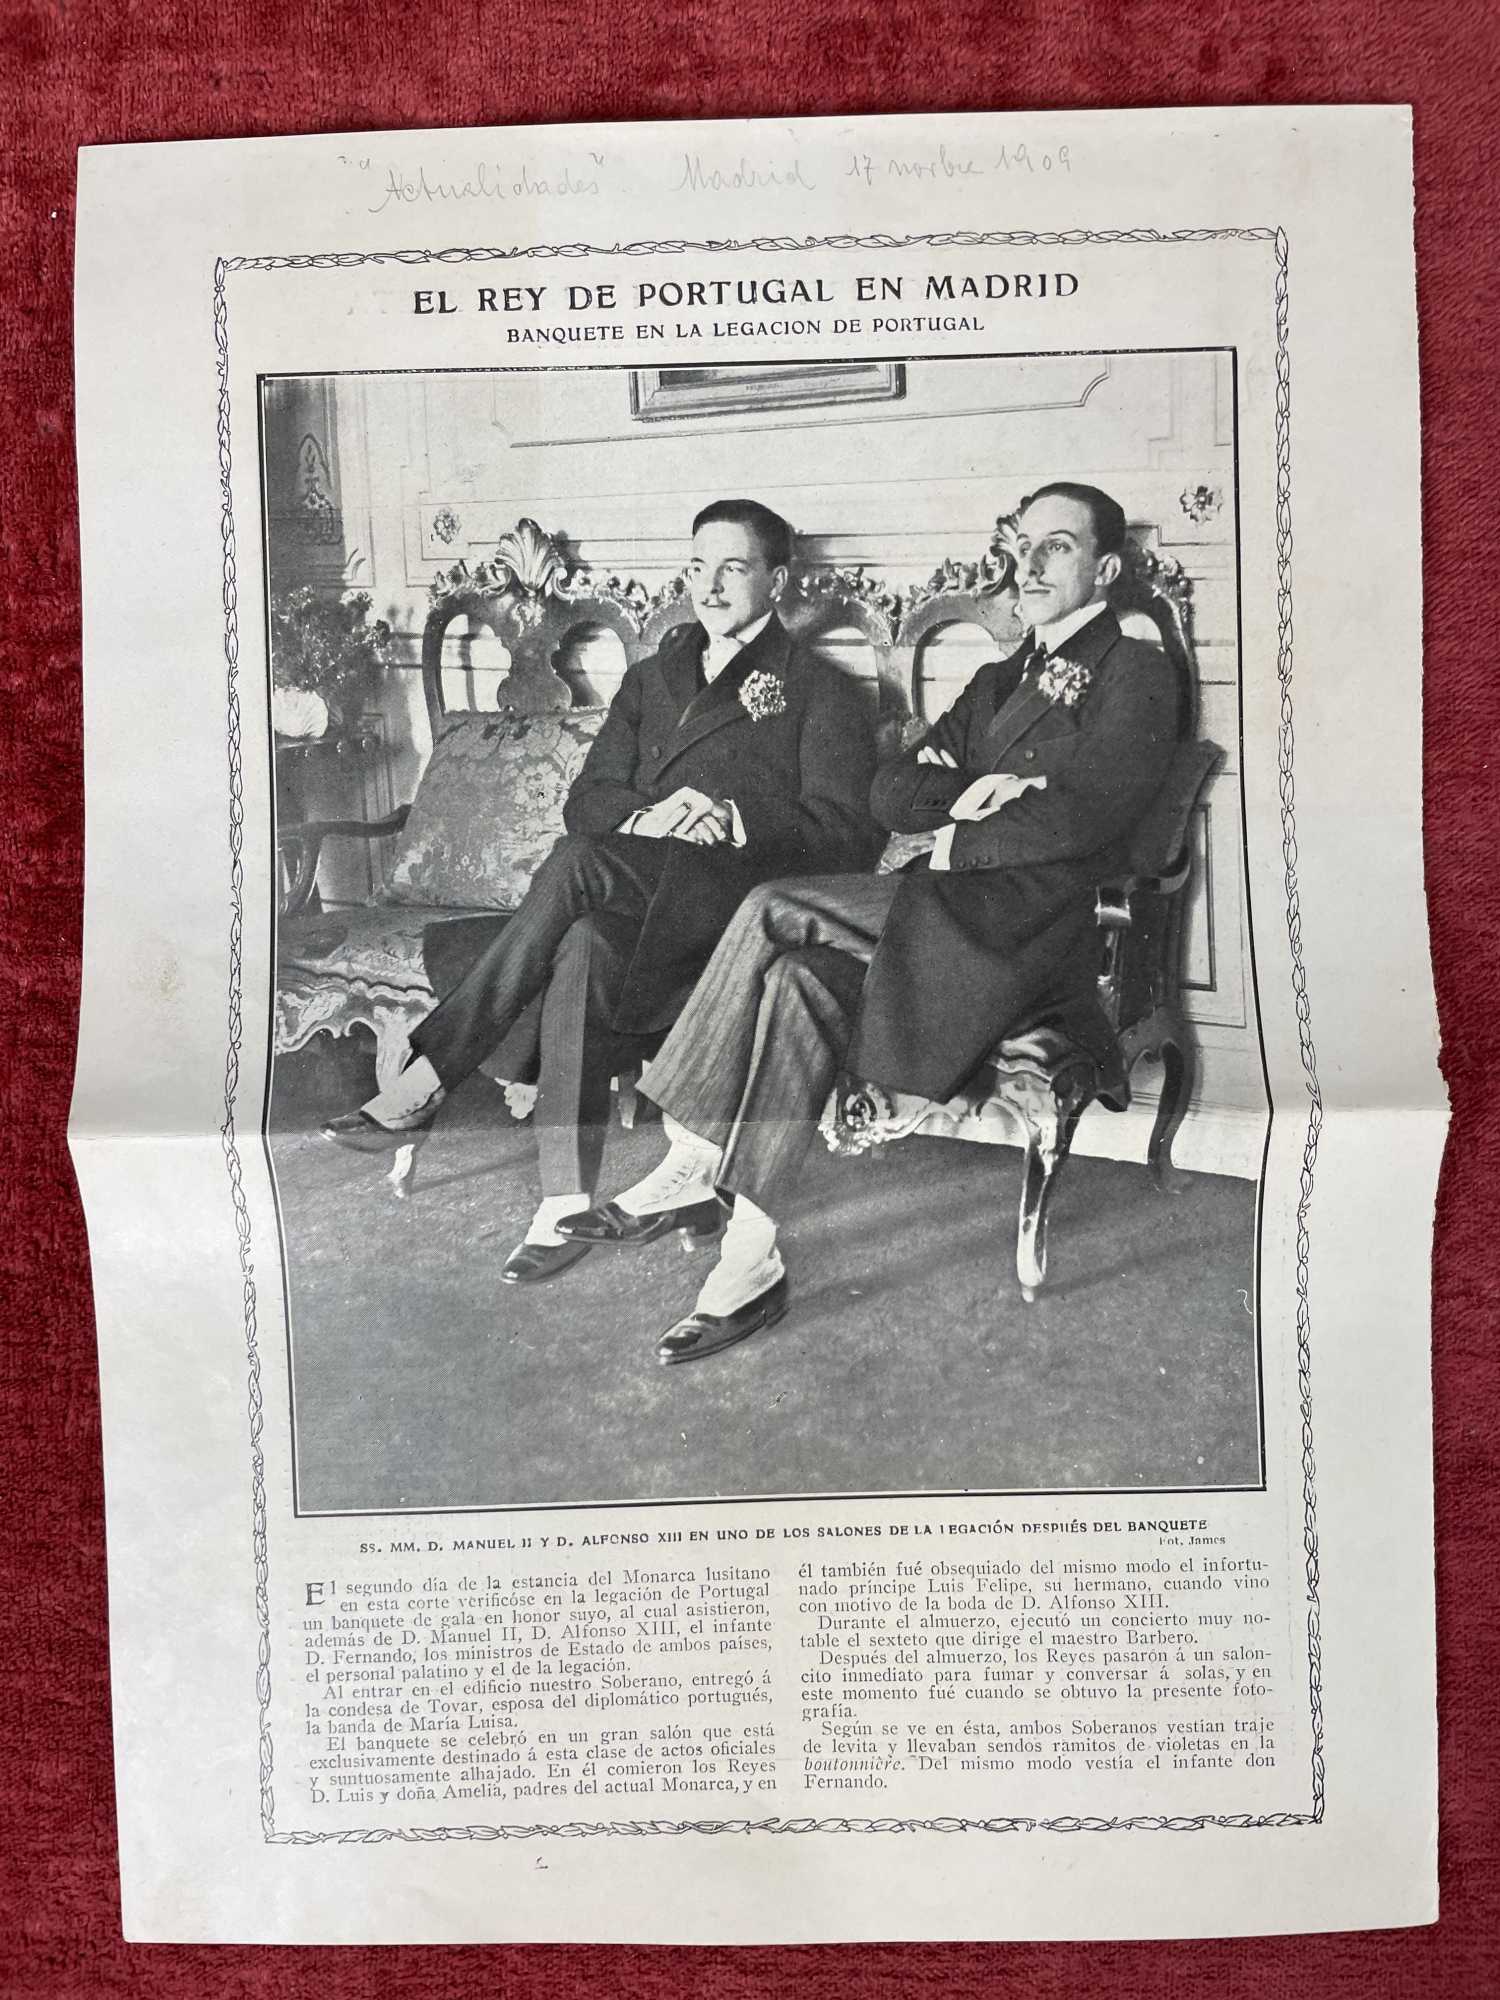 "Actualidades". Madrid 17 novbre 1909
EL REY DE PORTUGAL EN MADRID
BANQUETE EN LA LEGACION DE PORTUGAL
SS. MM. D. MANUEL II Y D. ALFONSO XIII EN UNO DE LOS SALONES DE LA LEGACIÓN DESPUÉS DEL BANQUETE
Fot. James
El segundo día de la estancia del Monarca lusitano
en esta corte verificóse en la legación de Portugal
un banquete de gala en honor suyo, al cual asistieron,
además de D. Manuel II, D. Alfonso XIII, el infante
D. Fernando, los ministros de Estado de ambos países,
el personal palatino y el de la legación.
Al entrar en el edificio nuestro Soberano, entregó á
la condesa de Tovar, esposa del diplomático portugués,
la banda de María Luisa.
El banquete se celebró en un gran salón que está
exclusivamente destinado á esta clase de actos oficiales
y suntuosamente alhajado. En él comieron los Reyes
D. Luis y doña Amelia, padres del actual Monarca, y en
él también fué obsequiado del mismo modo el infortu-
nado príncipe Luis Felipe, su hermano, cuando vino
con motivo de la boda de D. Alfonso XIII.
Durante el almuerzo, ejecutó un concierto muy no-
table el sexteto que dirige el maestro Barbero.
Después del almuerzo, los Reyes pasaron á un salon-
cito inmediato para fumar y conversar á solas, y en
este momento fué cuando se obtuvo la presente foto-
grafía.
Según se ve en ésta, ambos Soberanos vestían traje
de levita y llevaban sendos ramitos de violetas en la
boutonnière. Del mismo modo vestía el infante don
Fernando.